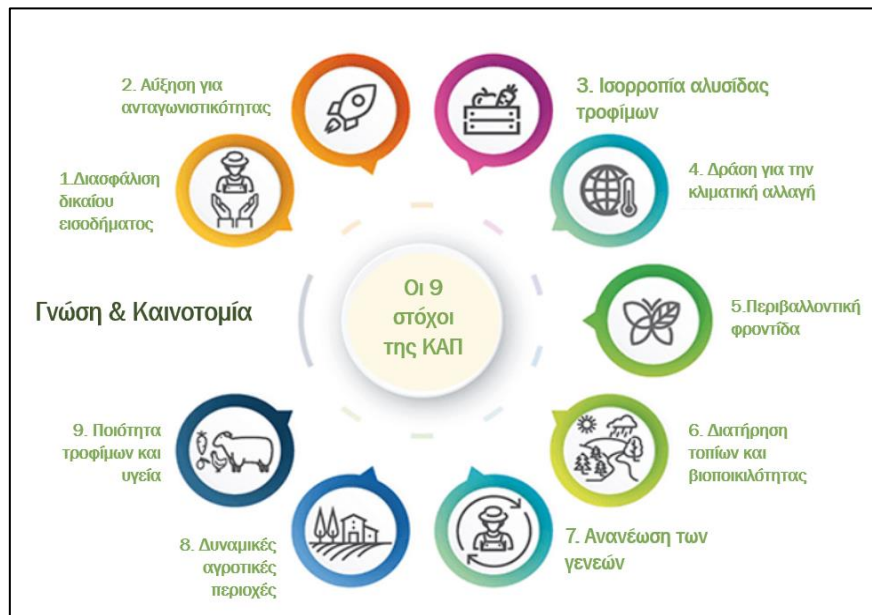 2. Αύξηση για
ανταγωνιστικότητας
3. Ισορροπία αλυσίδας
τροφίμων
1.Διασφάλιση
δικαίου
εισοδήματος
4. Δράση για την
κλιματική αλλαγή
Οι 9
στόχοι
της ΚΑΠ
Γνώση & Καινοτομία
5.Περιβαλλοντική
φροντίδα
9. Ποιότητα
τροφίμων και
υγεία
6. Διατήρηση
τοπίων και
βιοποικιλότητας
8. Δυναμικές
αγροτικές
περιοχές
7. Ανανέωση των
γενεών